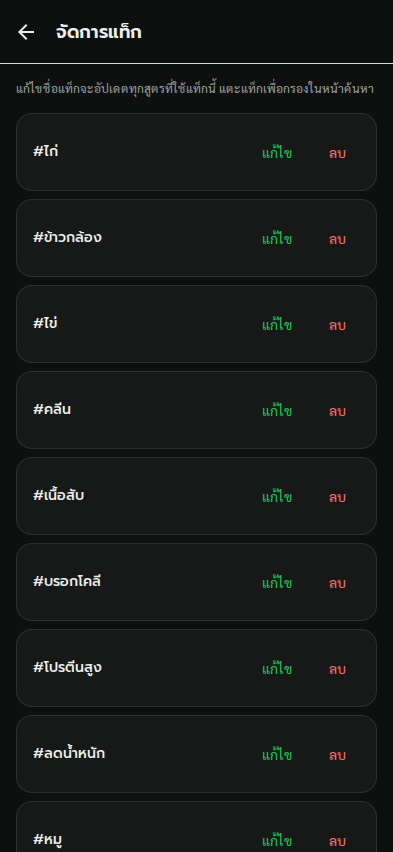 จัดการแท็ก
แก้ไขชื่อแท็กจะอัปเดตทุกสูตรที่ใช้แท็กนี้ แตะแท็กเพื่อกรองในหน้าค้นหา
#ไก่ แก้ไข ลบ
#ข้าวกล้อง แก้ไข ลบ
#ไข่ แก้ไข ลบ
#คลีน แก้ไข ลบ
#เนื้อสับ แก้ไข ลบ
#บรอกโคลี แก้ไข ลบ
#โปรตีนสูง แก้ไข ลบ
#ลดน้ำหนัก แก้ไข ลบ
#หมู แก้ไข ลบ